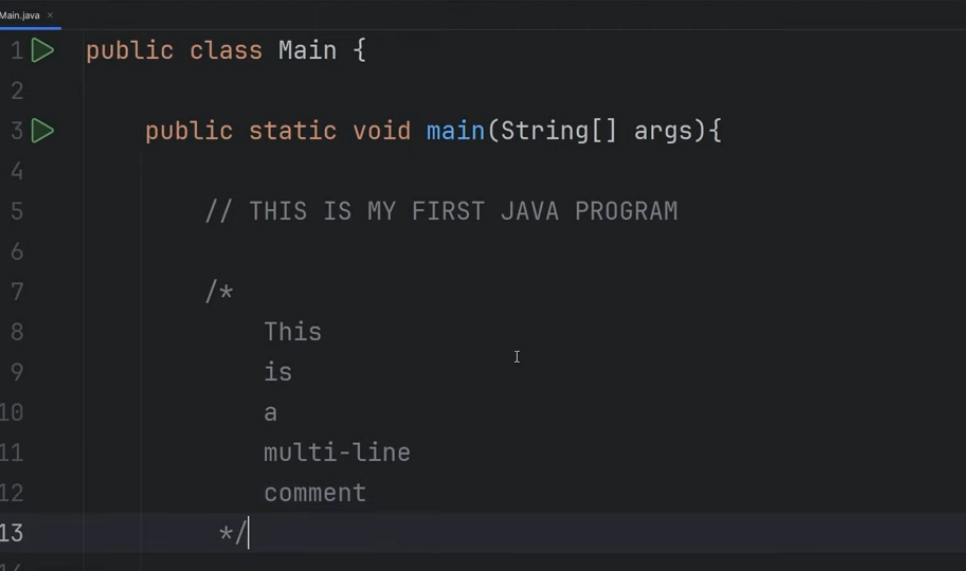 Main.java ×
1 public class Main {
2
3 public static void main(String[] args){
4
5 // THIS IS MY FIRST JAVA PROGRAM
6
7 /*
8 This
9 is
10 a
11 multi-line
12 comment
13 */
14